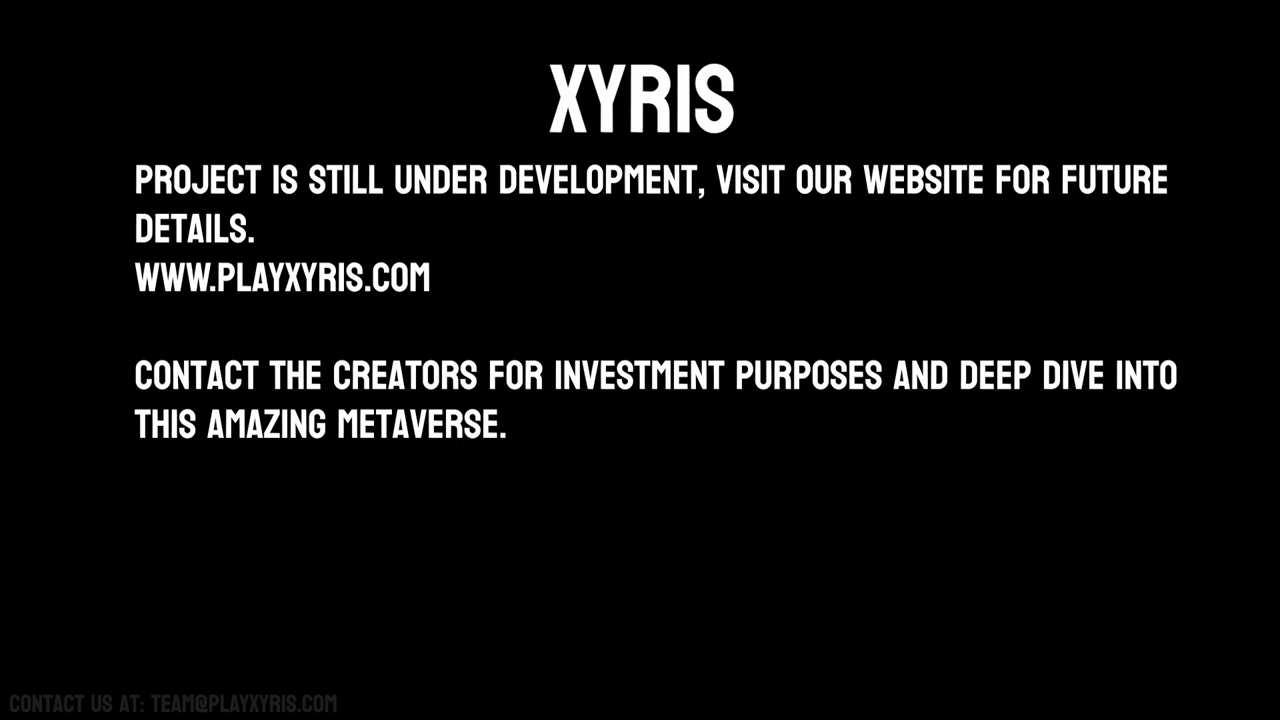 XYRIS
PROJECT IS STILL UNDER DEVELOPMENT, VISIT OUR WEBSITE FOR FUTURE
DETAILS.
WWW.PLAYXYRIS.COM
CONTACT THE CREATORS FOR INVESTMENT PURPOSES AND DEEP DIVE INTO
THIS AMAZING METAVERSE.
CONTACT US AT: TEAM@PLAYXYRIS.COM